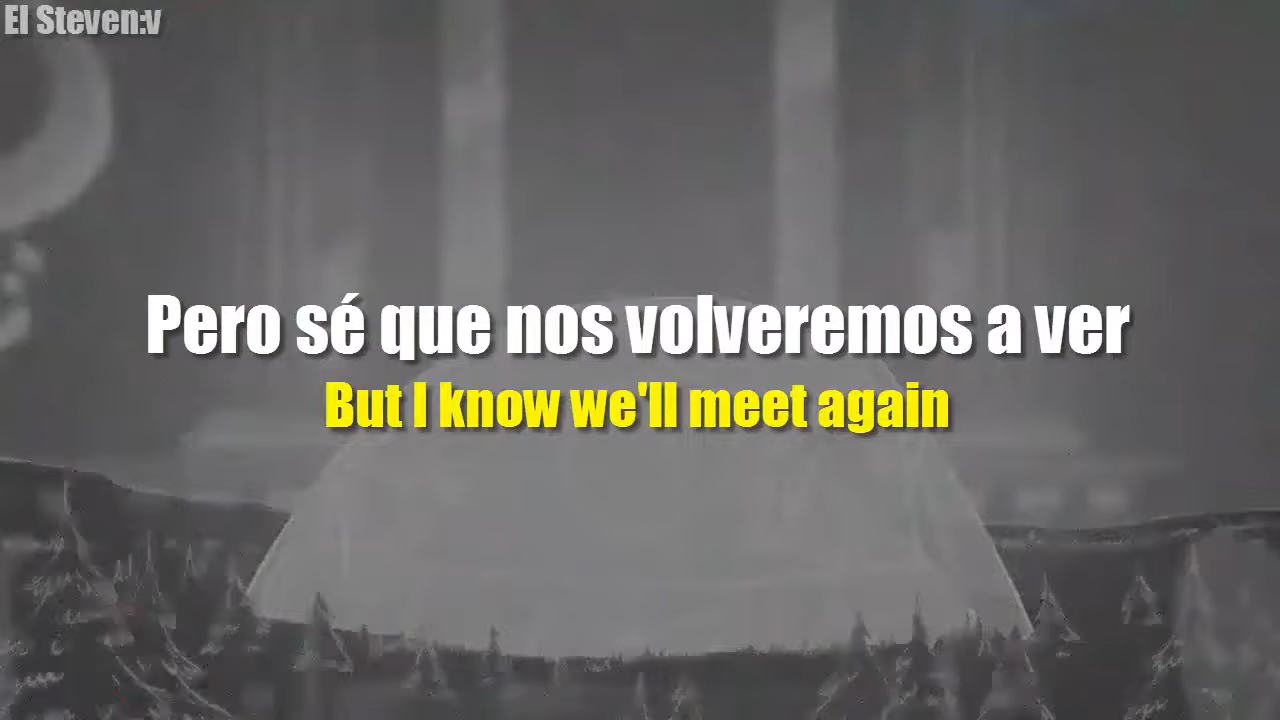 El Steven:v
Pero sé que nos volveremos a ver
But I know we'll meet again